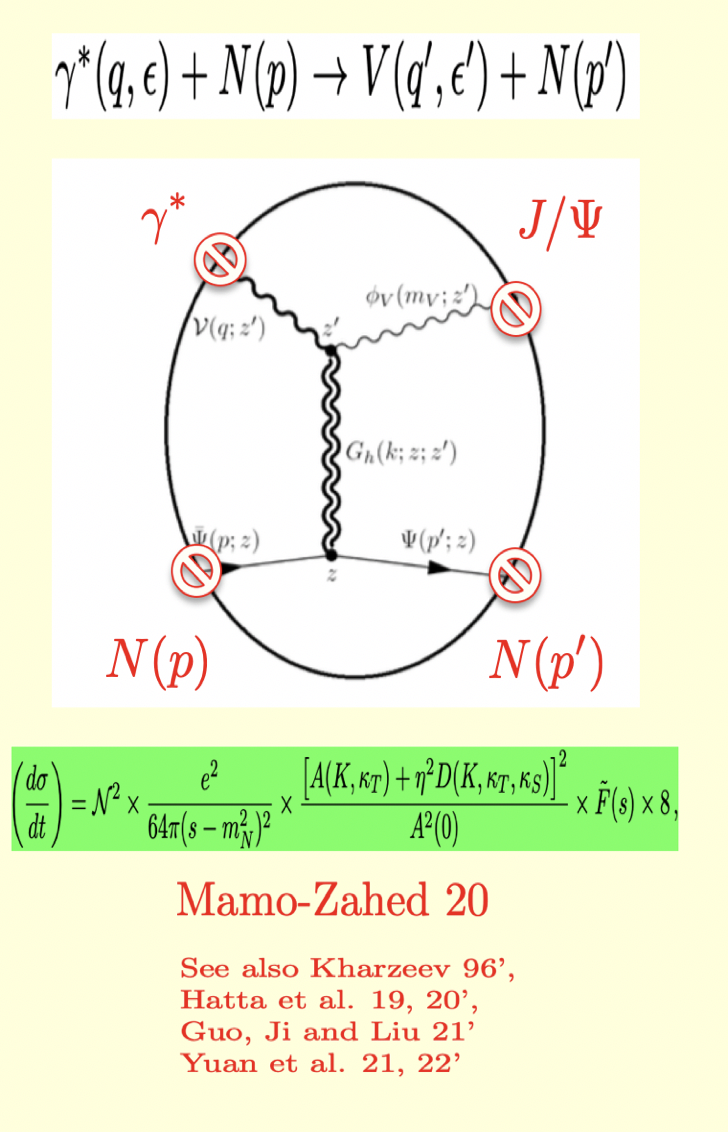 γ*(q,ϵ) + N(p) → V(q′,ϵ′) + N(p′)
γ* J/Ψ
ϕ_V(m_V; z′)
𝒱(q; z′) z′
G_h(k; z; z′)
Ψ̄(p; z) Ψ(p′; z)
z
N(p) N(p′)
(dσ/dt) = 𝒩² × e²/(64π(s − m_N²)²) × [A(K,κ_T) + η²D(K,κ_T,κ_S)]²/A²(0) × F̃(s) × 8,
Mamo-Zahed 20
See also Kharzeev 96’,
Hatta et al. 19, 20’,
Guo, Ji and Liu 21’
Yuan et al. 21, 22’